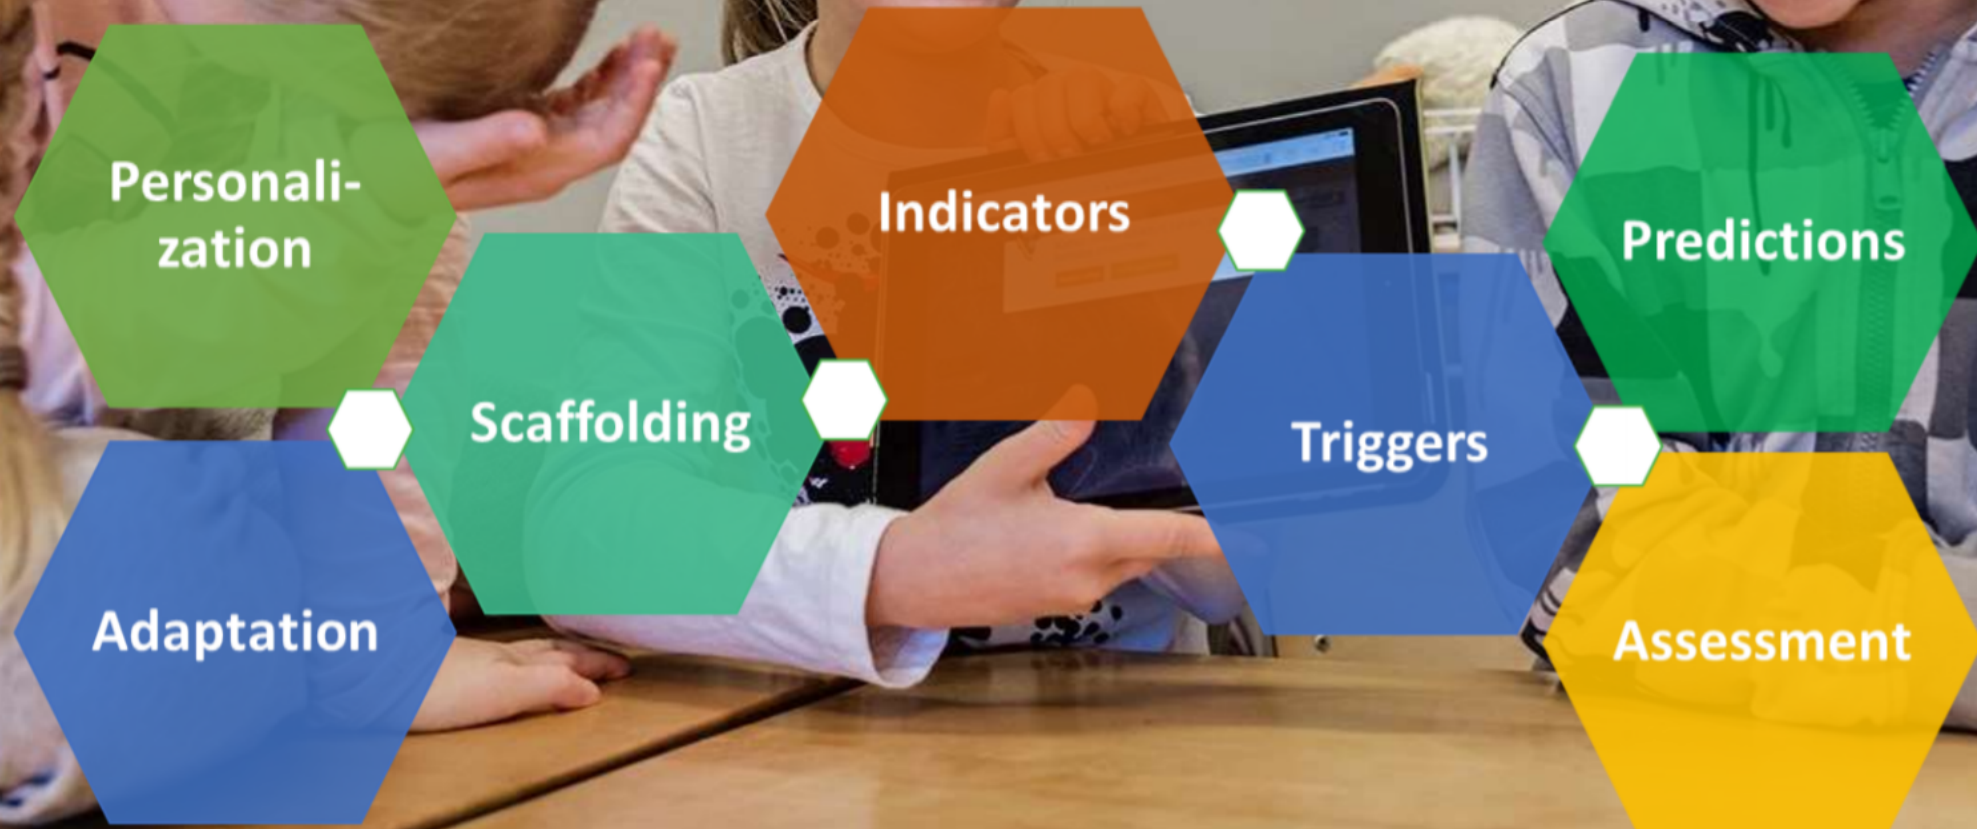 Personali-
zation
Adaptation
Scaffolding
Indicators
Triggers
Predictions
Assessment